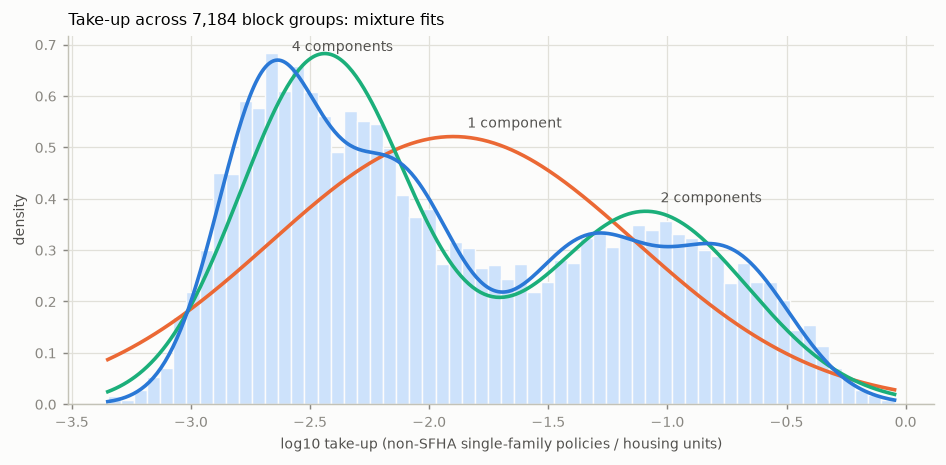 Take-up across 7,184 block groups: mixture fits
4 components
1 component
2 components
density
0.7
0.6
0.5
0.4
0.3
0.2
0.1
0.0
−3.5 −3.0 −2.5 −2.0 −1.5 −1.0 −0.5 0.0
log10 take-up (non-SFHA single-family policies / housing units)